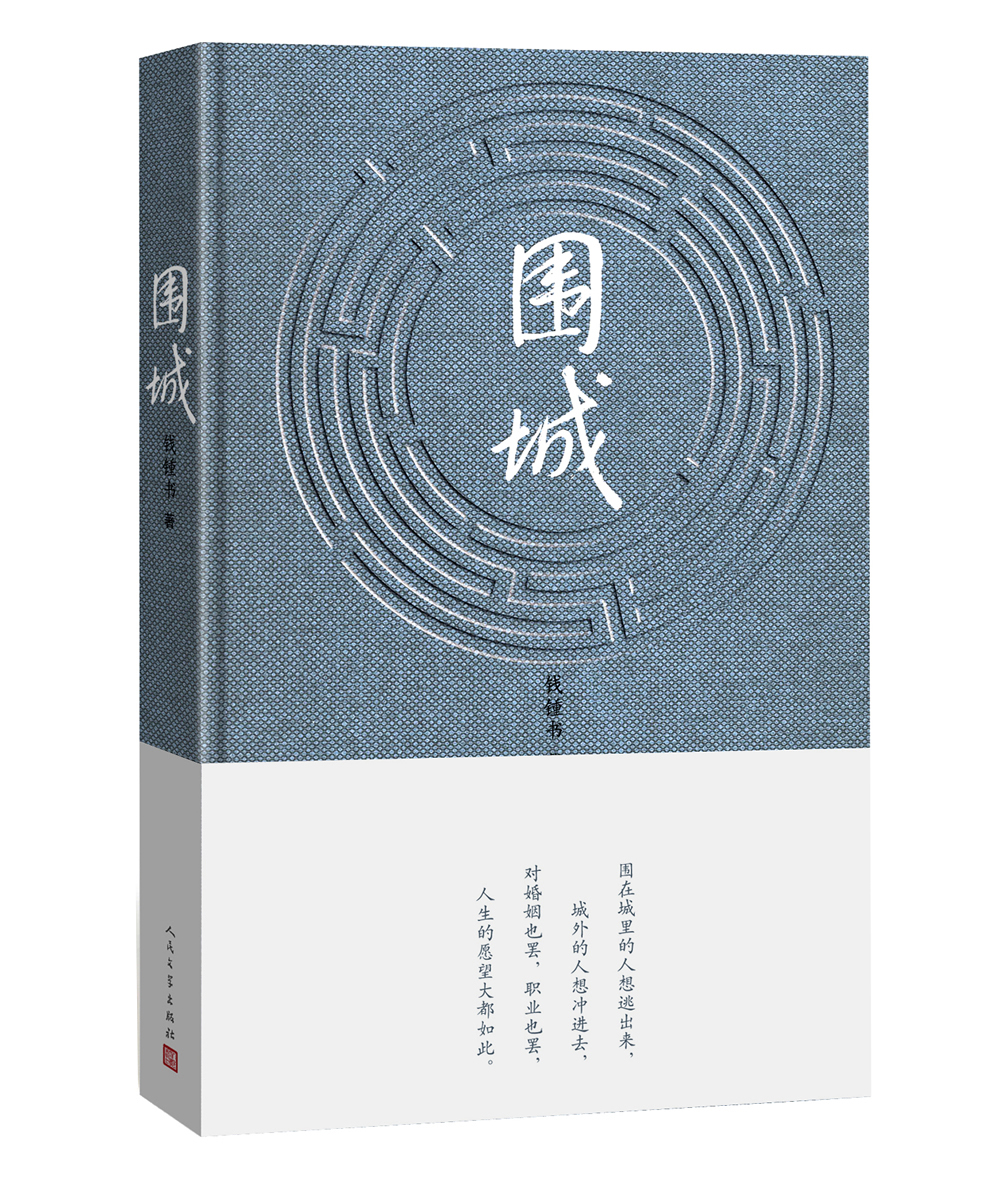 围城
钱锺书
围在城里的人想逃出来，
城外的人想冲进去，
对婚姻也罢，职业也罢，
人生的愿望大都如此。
围城
钱锺书 著
人民文学出版社